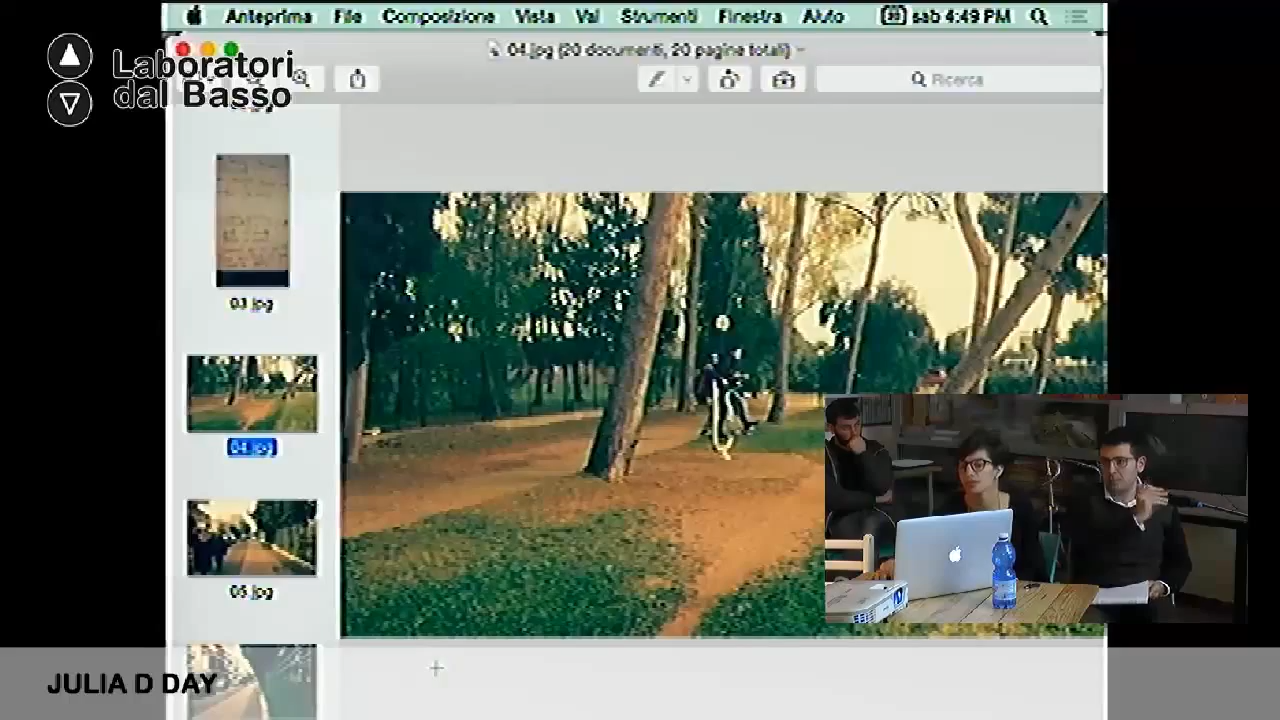 Anteprima File Composizione Vista Vai Strumenti Finestra Aiuto sab 4:49 PM
04.jpg (20 documenti, 20 pagine totali)
Laboratori
dal Basso
Ricerca
03.jpg
04.jpg
05.jpg
JULIA D DAY